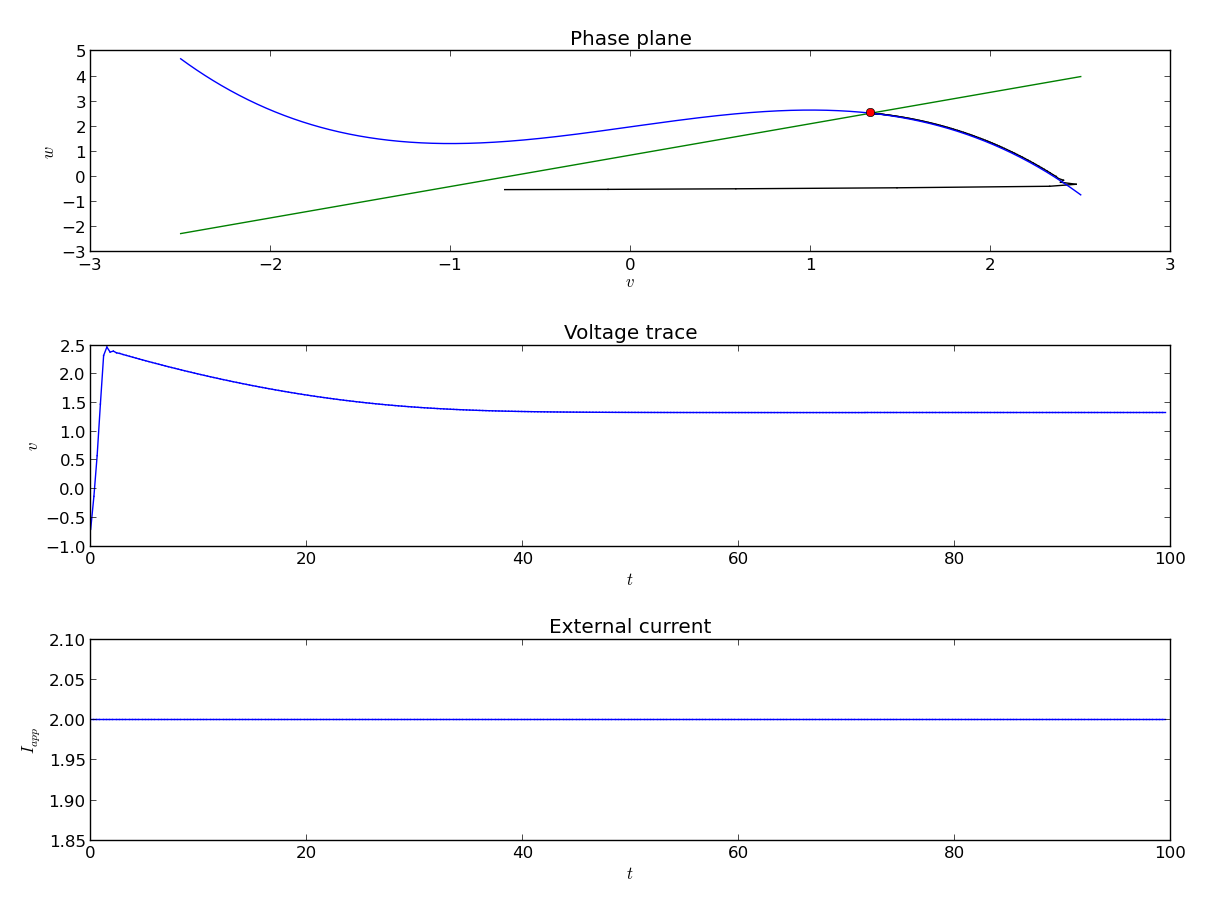 Phase plane
5
4
3
2
1
0
−1
−2
−3
w
−3 −2 −1 0 1 2 3
v
Voltage trace
2.5
2.0
1.5
1.0
0.5
0.0
−0.5
−1.0
v
0 20 40 60 80 100
t
External current
2.10
2.05
2.00
1.95
1.90
1.85
I_app
0 20 40 60 80 100
t